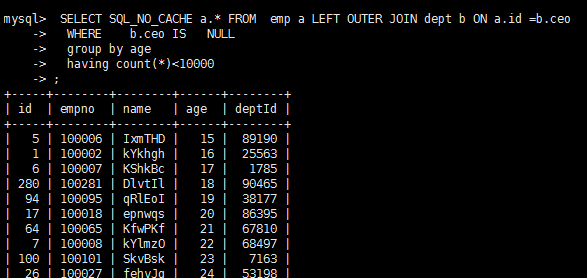 mysql>  SELECT SQL_NO_CACHE a.* FROM  emp a LEFT OUTER JOIN dept b ON a.id =b.ceo
    ->  WHERE    b.ceo IS   NULL
    ->  group by age
    ->  having count(*)<10000
    -> ;
+-----+--------+--------+-----+--------+
| id  | empno  | name   | age | deptId |
+-----+--------+--------+-----+--------+
|   5 | 100006 | IxmTHD |  15 |  89190 |
|   1 | 100002 | kYkhgh |  16 |  25563 |
|   6 | 100007 | KShkBc |  17 |   1785 |
| 280 | 100281 | DlvtIl |  18 |  90465 |
|  94 | 100095 | qRlEoI |  19 |  38177 |
|  17 | 100018 | epnwqs |  20 |  86395 |
|  64 | 100065 | KfwPKf |  21 |  67810 |
|   7 | 100008 | kYlmzO |  22 |  68497 |
| 100 | 100101 | SkvBsk |  23 |   7163 |
|  26 | 100027 | fehvJq |  24 |  53198 |